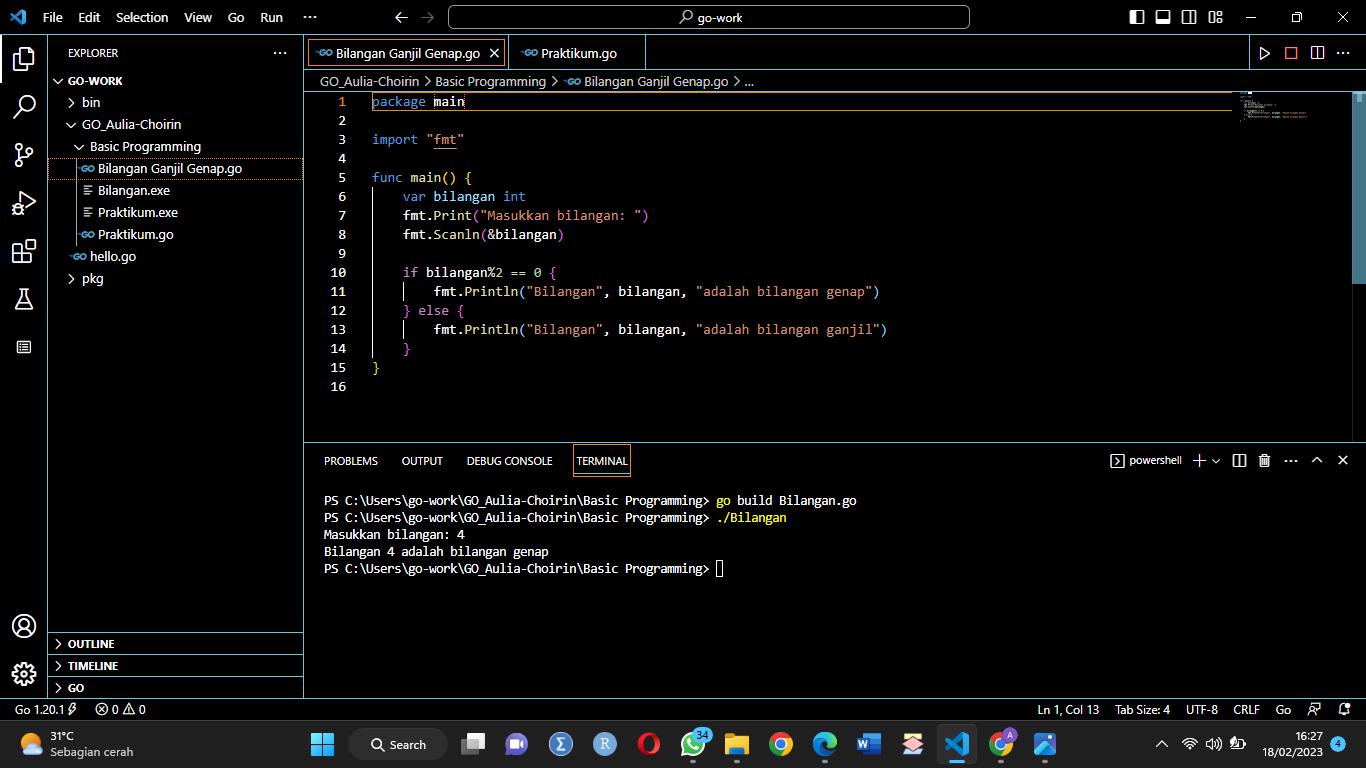 File Edit Selection View Go Run ··· go-work
EXPLORER ···
GO-WORK
bin
GO_Aulia-Choirin
Basic Programming
Bilangan Ganjil Genap.go
Bilangan.exe
Praktikum.exe
Praktikum.go
hello.go
pkg
OUTLINE
TIMELINE
GO
Bilangan Ganjil Genap.go Praktikum.go
GO_Aulia-Choirin > Basic Programming > Bilangan Ganjil Genap.go > ...
1 package main
2
3 import "fmt"
4
5 func main() {
6 var bilangan int
7 fmt.Print("Masukkan bilangan: ")
8 fmt.Scanln(&bilangan)
9
10 if bilangan%2 == 0 {
11 fmt.Println("Bilangan", bilangan, "adalah bilangan genap")
12 } else {
13 fmt.Println("Bilangan", bilangan, "adalah bilangan ganjil")
14 }
15 }
16
PROBLEMS OUTPUT DEBUG CONSOLE TERMINAL powershell
PS C:\Users\go-work\GO_Aulia-Choirin\Basic Programming> go build Bilangan.go
PS C:\Users\go-work\GO_Aulia-Choirin\Basic Programming> ./Bilangan
Masukkan bilangan: 4
Bilangan 4 adalah bilangan genap
PS C:\Users\go-work\GO_Aulia-Choirin\Basic Programming>
Go 1.20.1 0 0 Ln 1, Col 13 Tab Size: 4 UTF-8 CRLF Go
31°C
Sebagian cerah
Search
34
16:27
18/02/2023
4